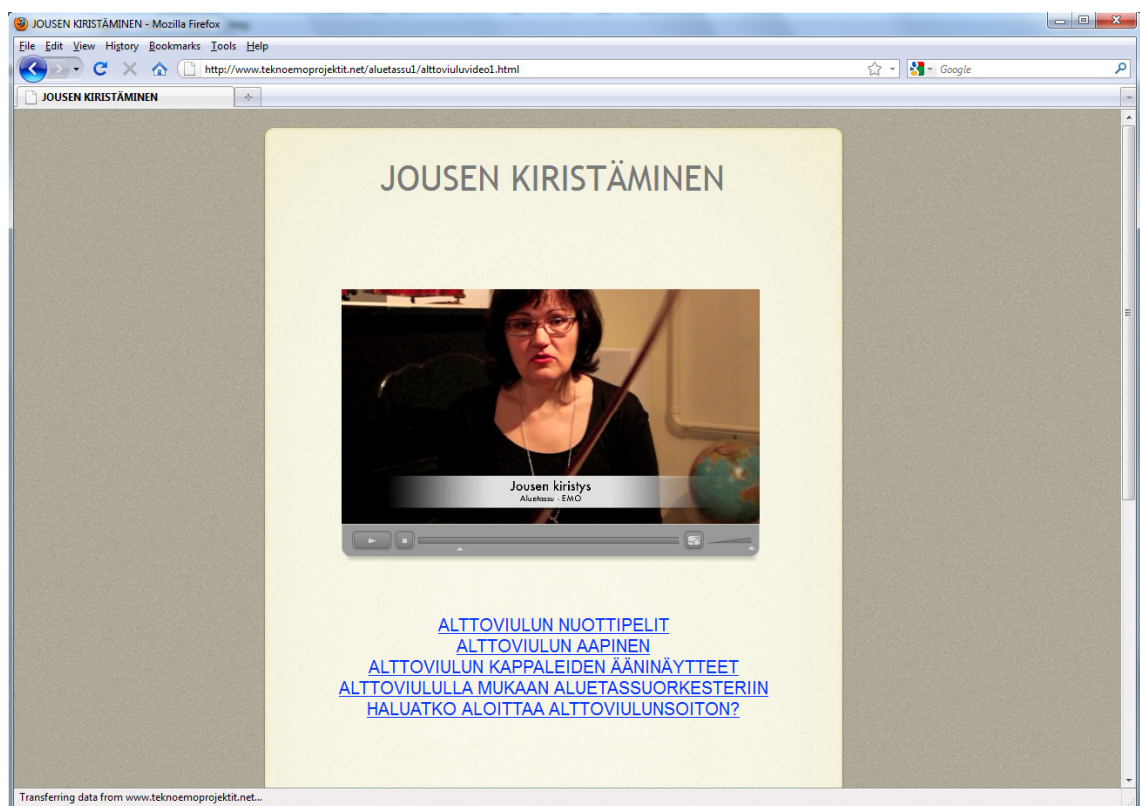 JOUSEN KIRISTÄMINEN - Mozilla Firefox
File Edit View History Bookmarks Tools Help
http://www.teknoemoprojektit.net/aluetassu1/alttoviuluvideo1.html
Google
JOUSEN KIRISTÄMINEN
JOUSEN KIRISTÄMINEN
Jousen kiristys
Aluetassu - EMO
ALTTOVIULUN NUOTTIPELIT
ALTTOVIULUN AAPINEN
ALTTOVIULUN KAPPALEIDEN ÄÄNINÄYTTEET
ALTTOVIULULLA MUKAAN ALUETASSUORKESTERIIN
HALUATKO ALOITTAA ALTTOVIULUNSOITON?
Transferring data from www.teknoemoprojektit.net...